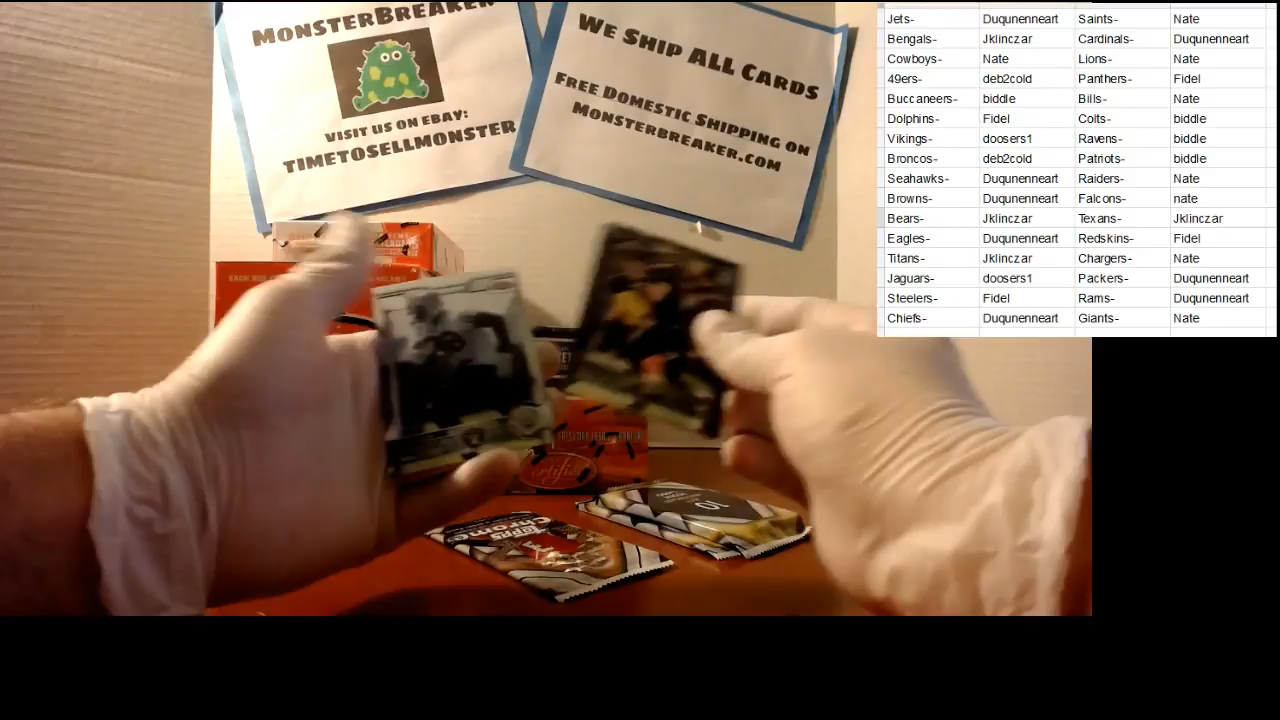 MONSTERBREAKER
VISIT US ON EBAY:
TIMETOSELLMONSTER
WE SHIP ALL CARDS
FREE DOMESTIC SHIPPING ON
MONSTERBREAKER.COM
Jets- Duqunenneart Saints- Nate
Bengals- Jklinczar Cardinals- Duqunenneart
Cowboys- Nate Lions- Nate
49ers- deb2cold Panthers- Fidel
Buccaneers- biddle Bills- Nate
Dolphins- Fidel Colts- biddle
Vikings- doosers1 Ravens- biddle
Broncos- deb2cold Patriots- biddle
Seahawks- Duqunenneart Raiders- Nate
Browns- Duqunenneart Falcons- nate
Bears- Jklinczar Texans- Jklinczar
Eagles- Duqunenneart Redskins- Fidel
Titans- Jklinczar Chargers- Nate
Jaguars- doosers1 Packers- Duqunenneart
Steelers- Fidel Rams- Duqunenneart
Chiefs- Duqunenneart Giants- Nate
EACH BOX
Certified
Topps
Chrome
10